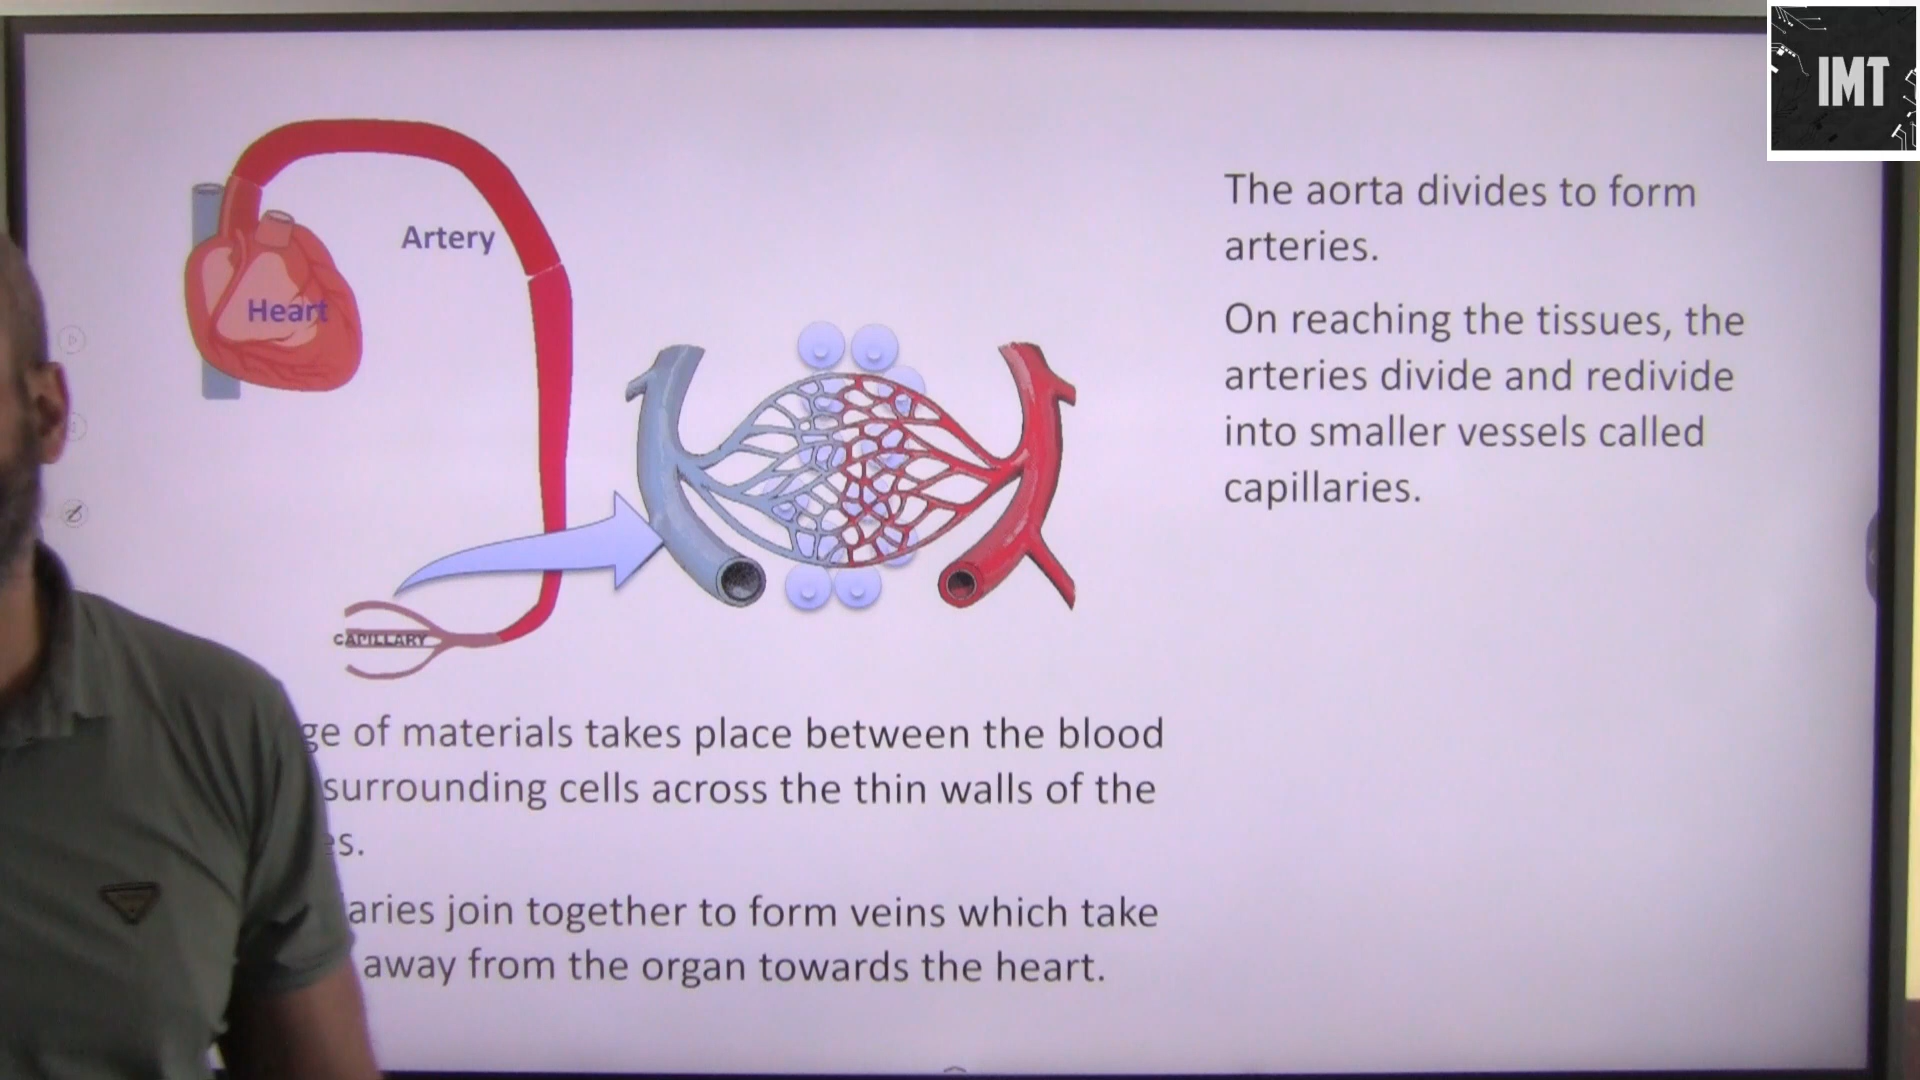 IMT
Artery
Heart
CAPILLARY
The aorta divides to form
arteries.
On reaching the tissues, the
arteries divide and redivide
into smaller vessels called
capillaries.
of materials takes place between the blood
surrounding cells across the thin walls of the
join together to form veins which take
away from the organ towards the heart.